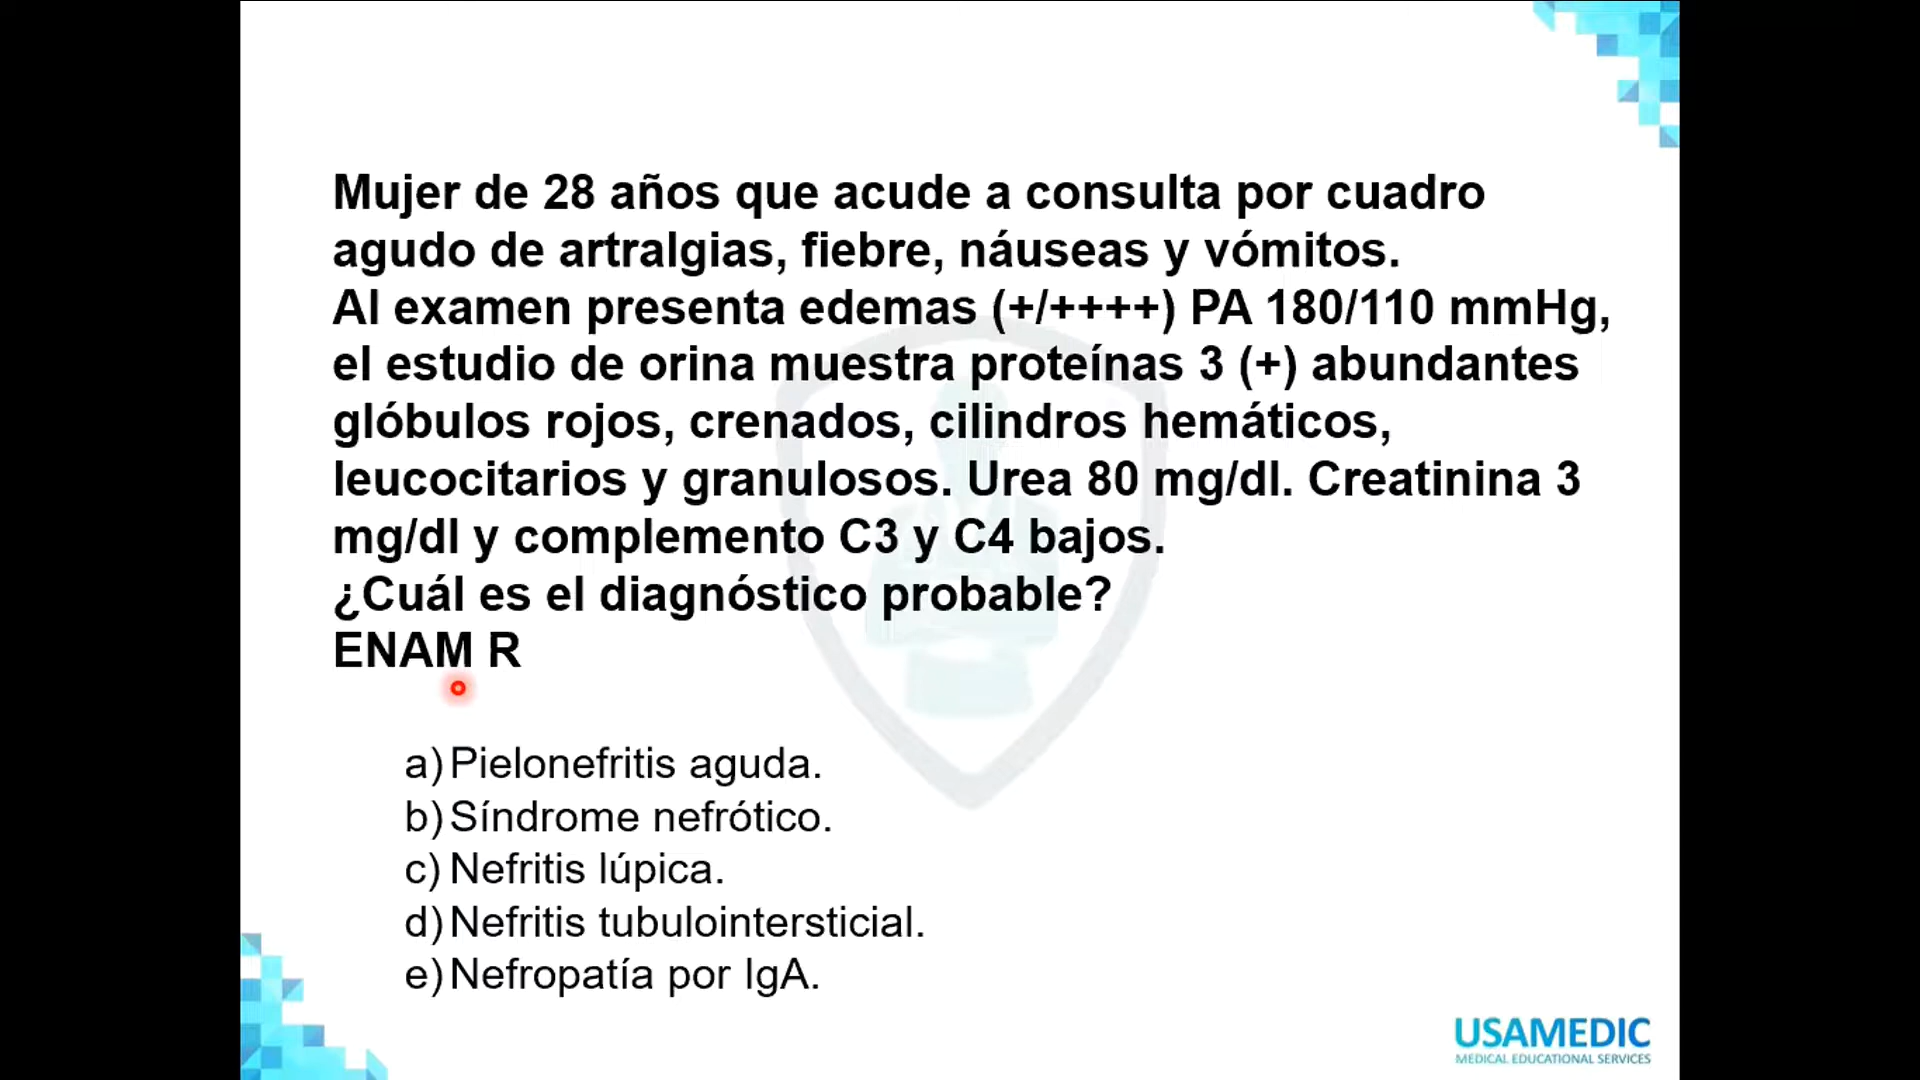 Mujer de 28 años que acude a consulta por cuadro
agudo de artralgias, fiebre, náuseas y vómitos.
Al examen presenta edemas (+/++++) PA 180/110 mmHg,
el estudio de orina muestra proteínas 3 (+) abundantes
glóbulos rojos, crenados, cilindros hemáticos,
leucocitarios y granulosos. Urea 80 mg/dl. Creatinina 3
mg/dl y complemento C3 y C4 bajos.
¿Cuál es el diagnóstico probable?
ENAM R
a) Pielonefritis aguda.
b) Síndrome nefrótico.
c) Nefritis lúpica.
d) Nefritis tubulointersticial.
e) Nefropatía por IgA.
USAMEDIC
MEDICAL EDUCATIONAL SERVICES